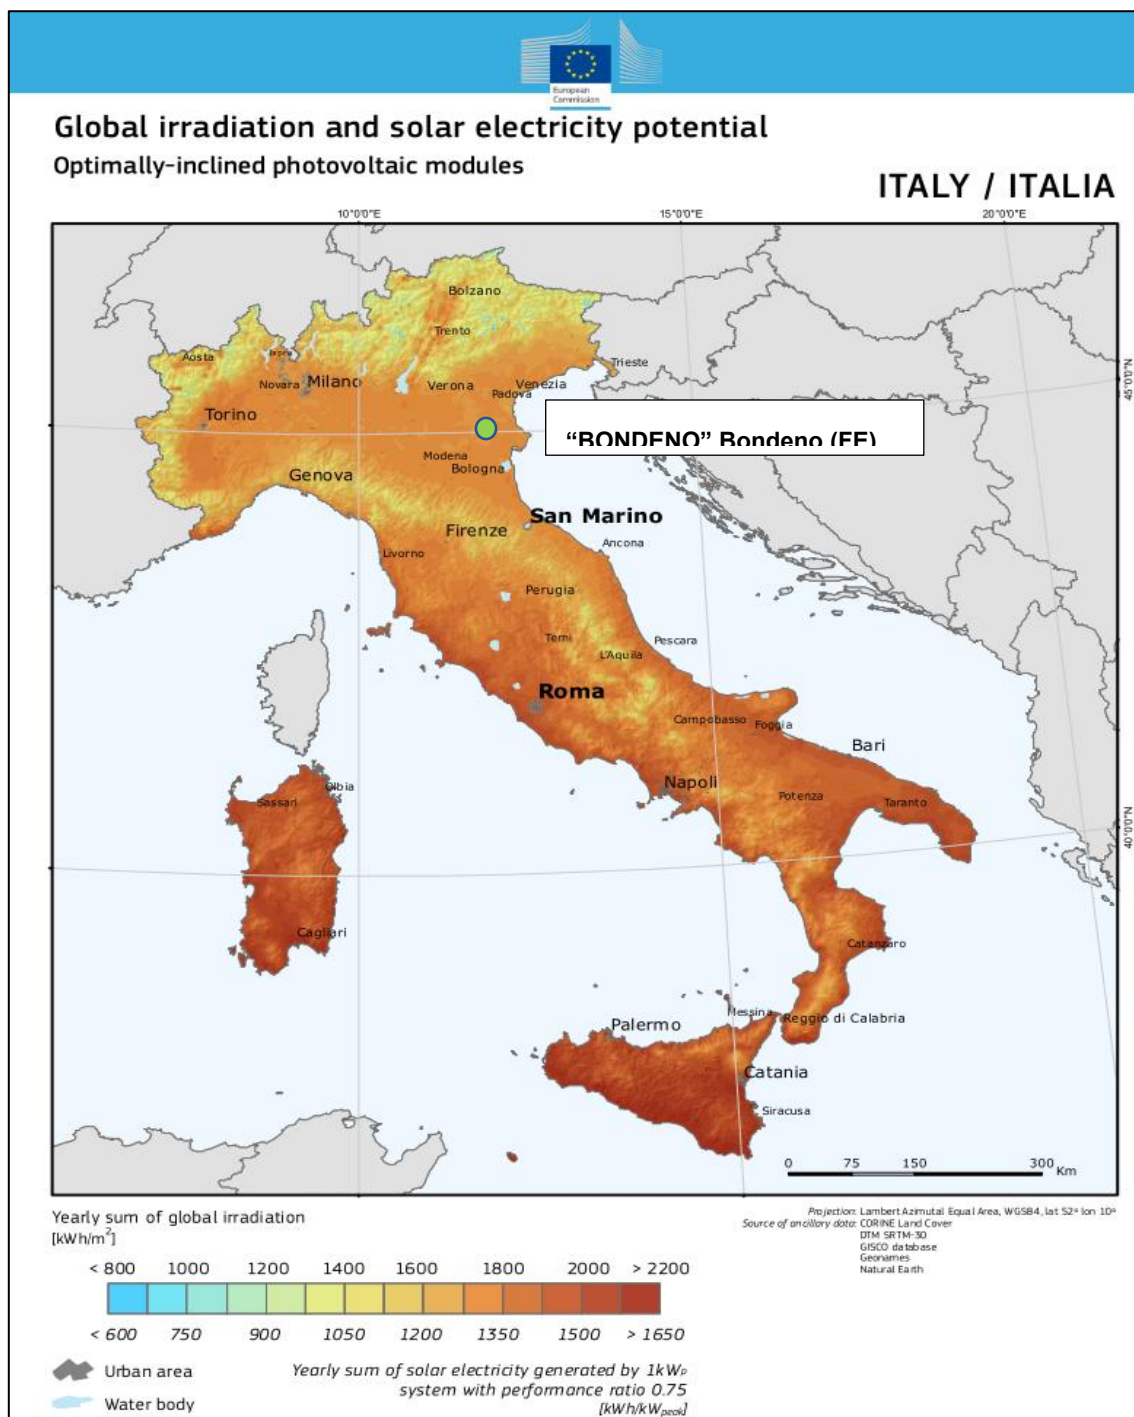 European
Commission
Global irradiation and solar electricity potential
Optimally-inclined photovoltaic modules
ITALY / ITALIA
10°0'0"E
15°0'0"E
20°0'0"E
Bolzano
Trento
Aosta
Ispra
Trieste
Novara
Milano
Verona
Venezia
Padova
45°0'0"N
Torino
“BONDENO” Bondeno (FE)
Modena
Bologna
Genova
San Marino
Firenze
Ancona
Livorno
Perugia
Terni
Pescara
L'Aquila
Roma
Campobasso
Foggia
Bari
Napoli
Olbia
Sassari
Potenza
Taranto
40°0'0"N
Cagliari
Catanzaro
Messina
Reggio di Calabria
Palermo
Catania
Siracusa
0 75 150 300 Km
Yearly sum of global irradiation
[kWh/m²]
Projection: Lambert Azimutal Equal Area, WGS84, lat 52° lon 10°
Source of ancillary data: CORINE Land Cover
DTM SRTM-30
GISCO database
Geonames
Natural Earth
< 800 1000 1200 1400 1600 1800 2000 > 2200
< 600 750 900 1050 1200 1350 1500 > 1650
Urban area
Water body
Yearly sum of solar electricity generated by 1kWp
system with performance ratio 0.75
[kWh/kWpeak]